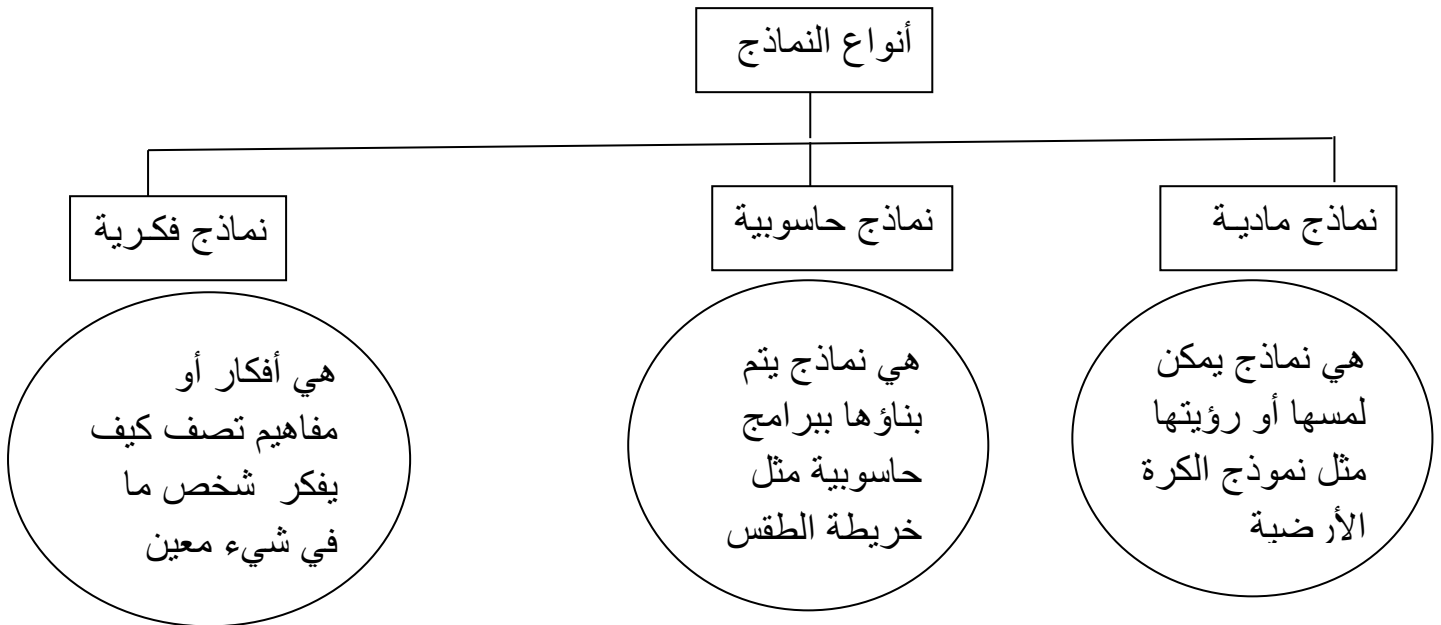 أنواع النماذج
نماذج مادية
هي نماذج يمكن
لمسها أو رؤيتها
مثل نموذج الكرة
الأرضية
نماذج حاسوبية
هي نماذج يتم
بناؤها ببرامج
حاسوبية مثل
خريطة الطقس
نماذج فكرية
هي أفكار أو
مفاهيم تصف كيف
يفكر شخص ما
في شيء معين